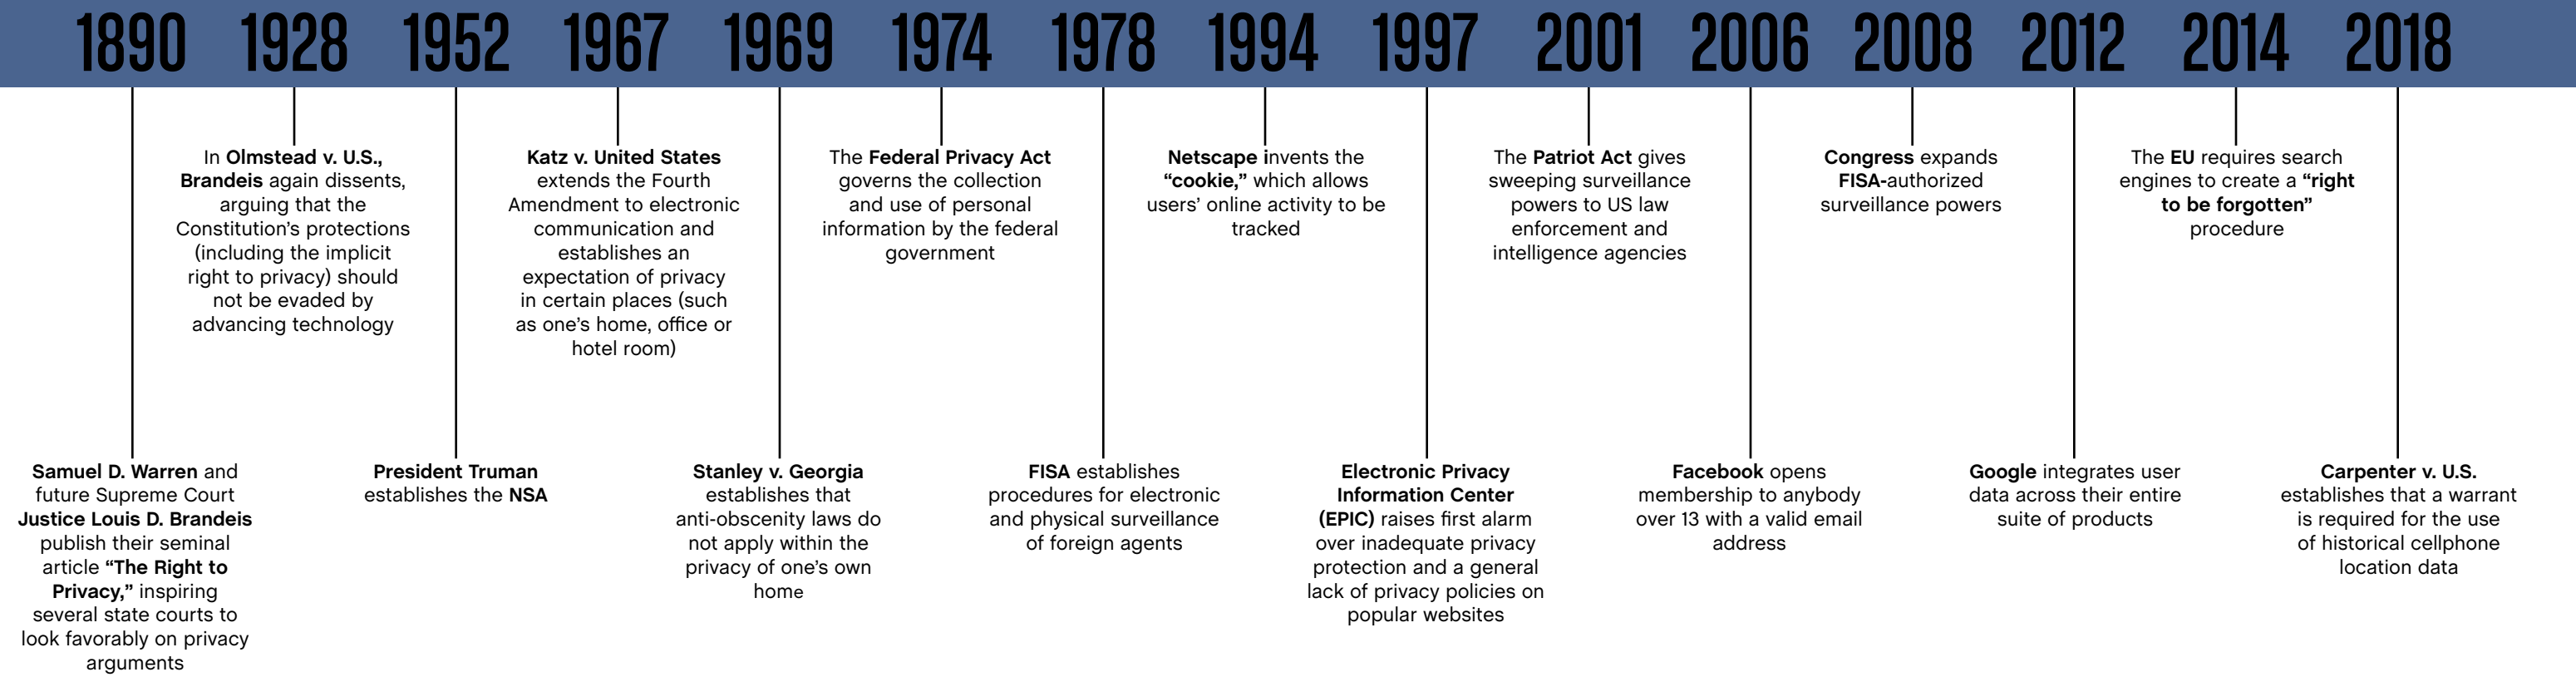 1890 1928 1952 1967 1969 1974 1978 1994 1997 2001 2006 2008 2012 2014 2018
In Olmstead v. U.S.,
Brandeis again dissents,
arguing that the
Constitution’s protections
(including the implicit
right to privacy) should
not be evaded by
advancing technology
Katz v. United States
extends the Fourth
Amendment to electronic
communication and
establishes an
expectation of privacy
in certain places (such
as one’s home, office or
hotel room)
The Federal Privacy Act
governs the collection
and use of personal
information by the federal
government
Netscape invents the
“cookie,” which allows
users’ online activity to be
tracked
The Patriot Act gives
sweeping surveillance
powers to US law
enforcement and
intelligence agencies
Congress expands
FISA-authorized
surveillance powers
The EU requires search
engines to create a “right
to be forgotten”
procedure
Samuel D. Warren and
future Supreme Court
Justice Louis D. Brandeis
publish their seminal
article “The Right to
Privacy,” inspiring
several state courts to
look favorably on privacy
arguments
President Truman
establishes the NSA
Stanley v. Georgia
establishes that
anti-obscenity laws do
not apply within the
privacy of one’s own
home
FISA establishes
procedures for electronic
and physical surveillance
of foreign agents
Electronic Privacy
Information Center
(EPIC) raises first alarm
over inadequate privacy
protection and a general
lack of privacy policies on
popular websites
Facebook opens
membership to anybody
over 13 with a valid email
address
Google integrates user
data across their entire
suite of products
Carpenter v. U.S.
establishes that a warrant
is required for the use
of historical cellphone
location data